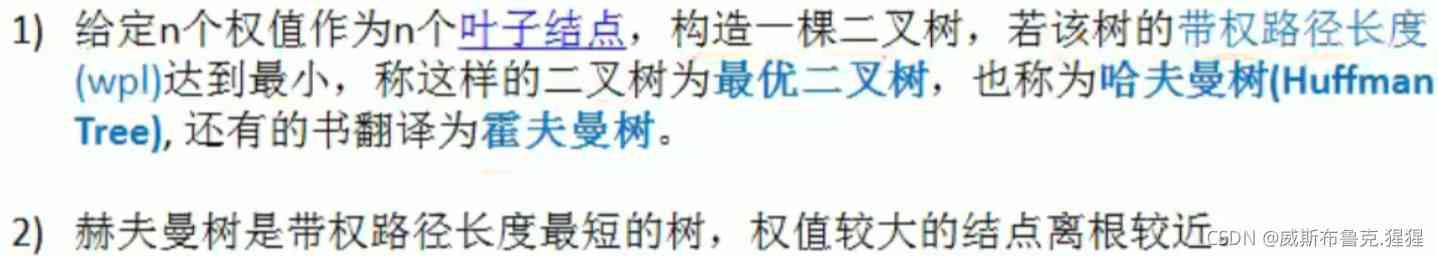 1) 给定n个权值作为n个叶子结点，构造一棵二叉树，若该树的带权路径长度
(wpl)达到最小，称这样的二叉树为最优二叉树，也称为哈夫曼树(Huffman
Tree), 还有的书翻译为霍夫曼树。
2) 赫夫曼树是带权路径长度最短的树，权值较大的结点离根较近。
CSDN @威斯布鲁克.猩猩